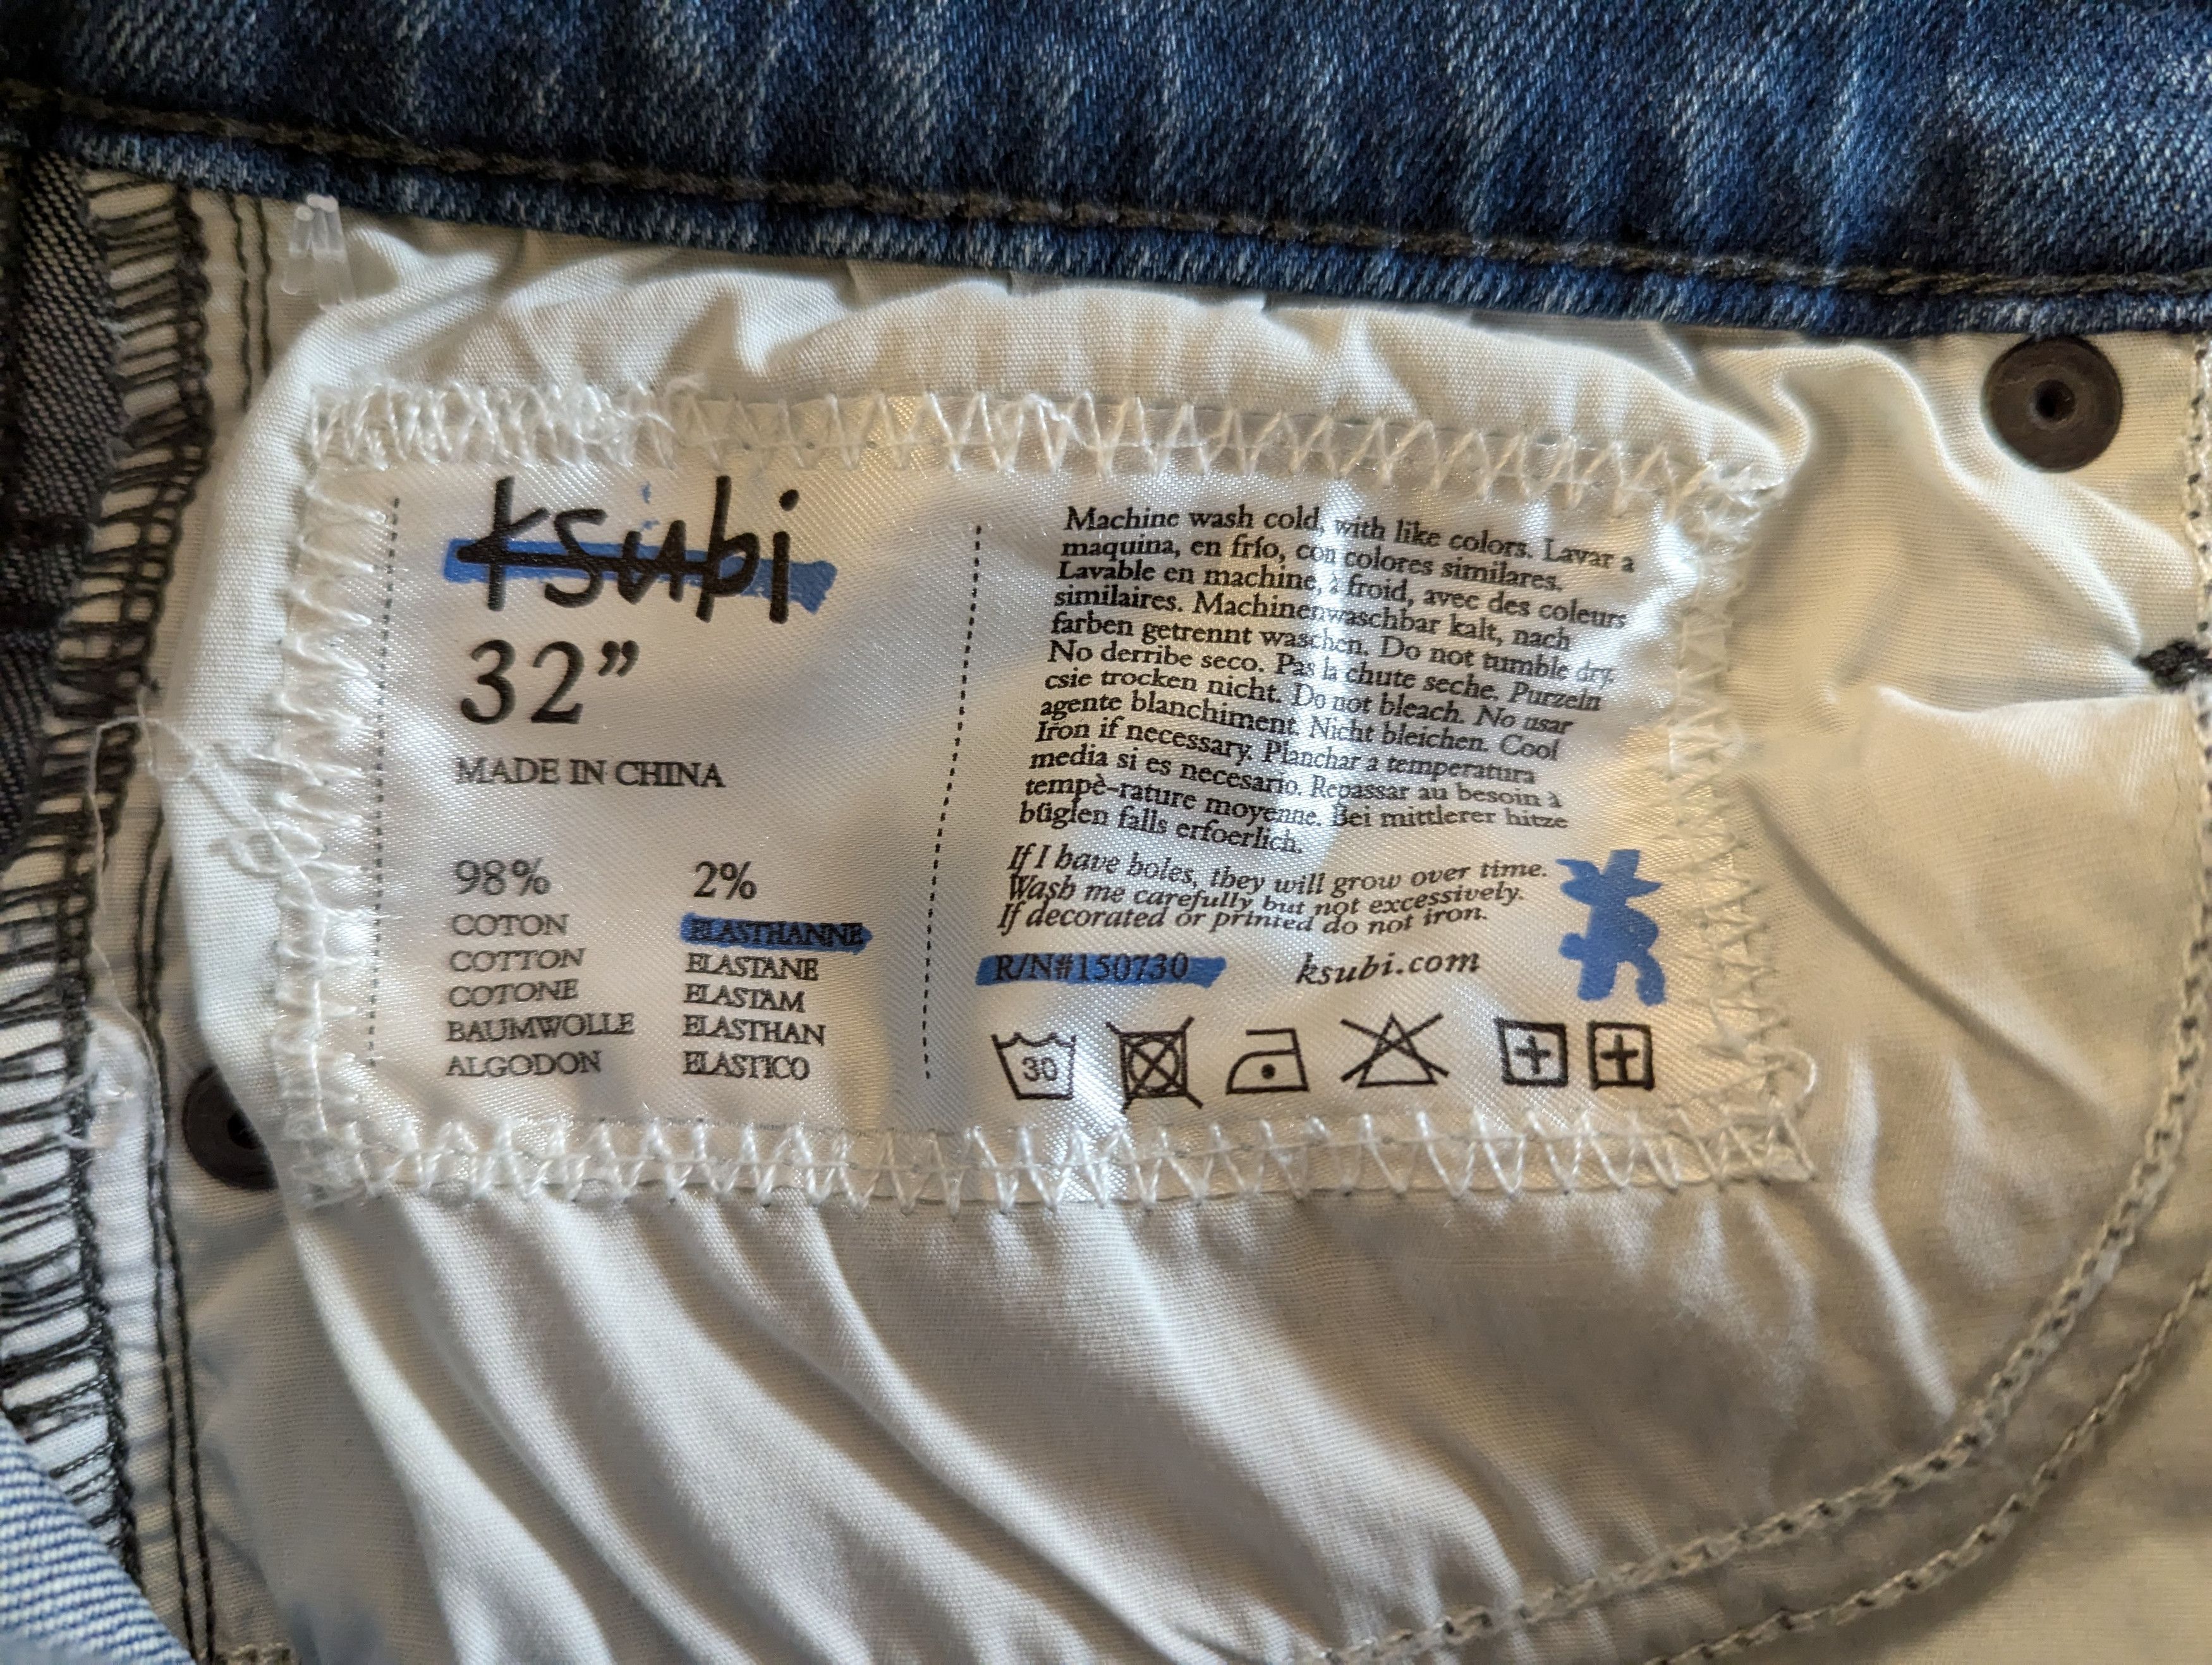 ksubi
32”
MADE IN CHINA
98%
COTON
COTTON
COTONE
BAUMWOLLE
ALGODON
2%
ELASTHANNE
ELASTANE
ELASTAM
ELASTHAN
ELASTICO
Machine wash cold, with like colors. Lavar a
maquina, en frío, con colores similares.
Lavable en machine, à froid, avec des coleurs
similaires. Machinenwaschbar kalt, nach
farben getrennt waschen. Do not tumble dry.
No derribe seco. Pas la chute seche. Purzeln
csie trocken nicht. Do not bleach. No usar
agente blanchiment. Nicht bleichen. Cool
Iron if necessary. Planchar a temperatura
media si es necesario. Repassar au besoin à
tempè-rature moyenne. Bei mittlerer hitze
büglen falls erfoerlich.
If I have holes, they will grow over time.
Wash me carefully but not excessively.
If decorated or printed do not iron.
R/N#150730 ksubi.com
30